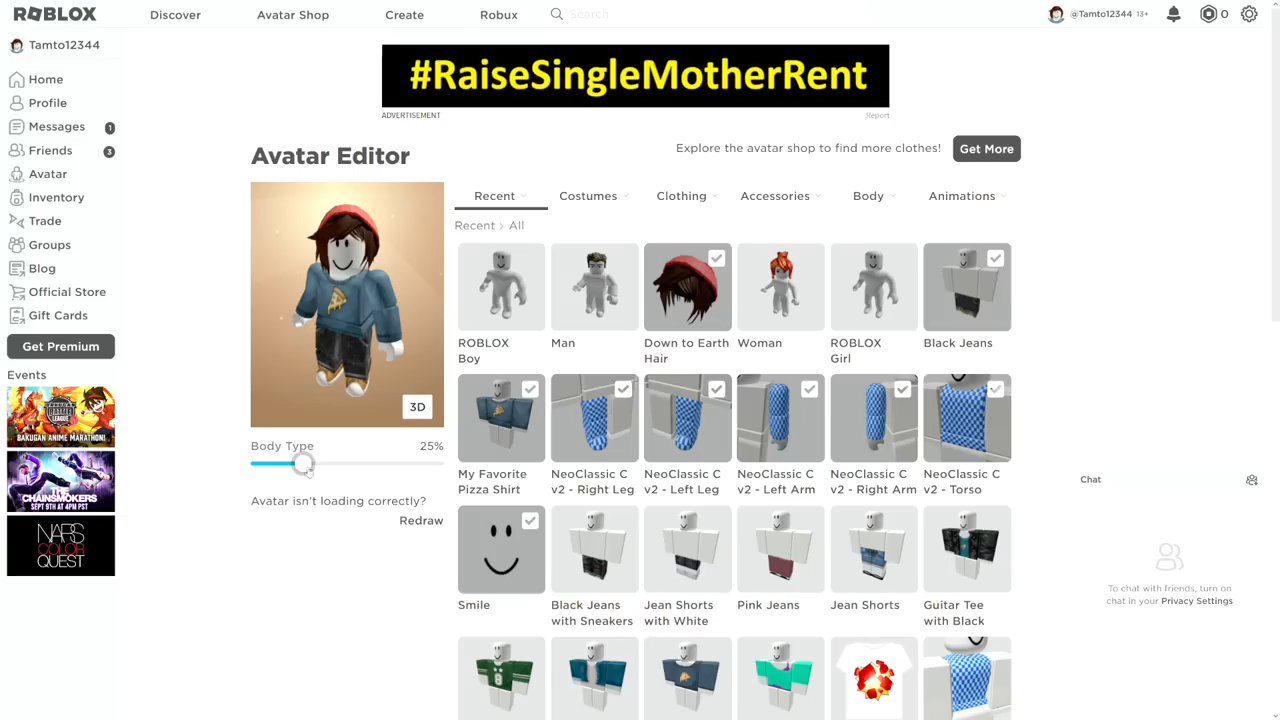 ROBLOX
Discover
Avatar Shop
Create
Robux
Search
@Tamto12344 13+
0
Tamto12344
Home
Profile
Messages 1
Friends 3
Avatar
Inventory
Trade
Groups
Blog
Official Store
Gift Cards
Get Premium
Events
BAKUGAN ANIME MARATHON!
THE CHAINSMOKERS
SEPT 9TH AT 4PM PST
NARS
COLOR
QUEST
#RaiseSingleMotherRent
ADVERTISEMENT
Report
Avatar Editor
Explore the avatar shop to find more clothes!
Get More
3D
Body Type 25%
Avatar isn't loading correctly?
Redraw
Recent
Costumes
Clothing
Accessories
Body
Animations
Recent > All
ROBLOX
Boy
Man
Down to Earth
Hair
Woman
ROBLOX
Girl
Black Jeans
My Favorite
Pizza Shirt
NeoClassic C
v2 - Right Leg
NeoClassic C
v2 - Left Leg
NeoClassic C
v2 - Left Arm
NeoClassic C
v2 - Right Arm
NeoClassic C
v2 - Torso
Smile
Black Jeans
with Sneakers
Jean Shorts
with White
Pink Jeans
Jean Shorts
Guitar Tee
with Black
Chat
To chat with friends, turn on
chat in your Privacy Settings